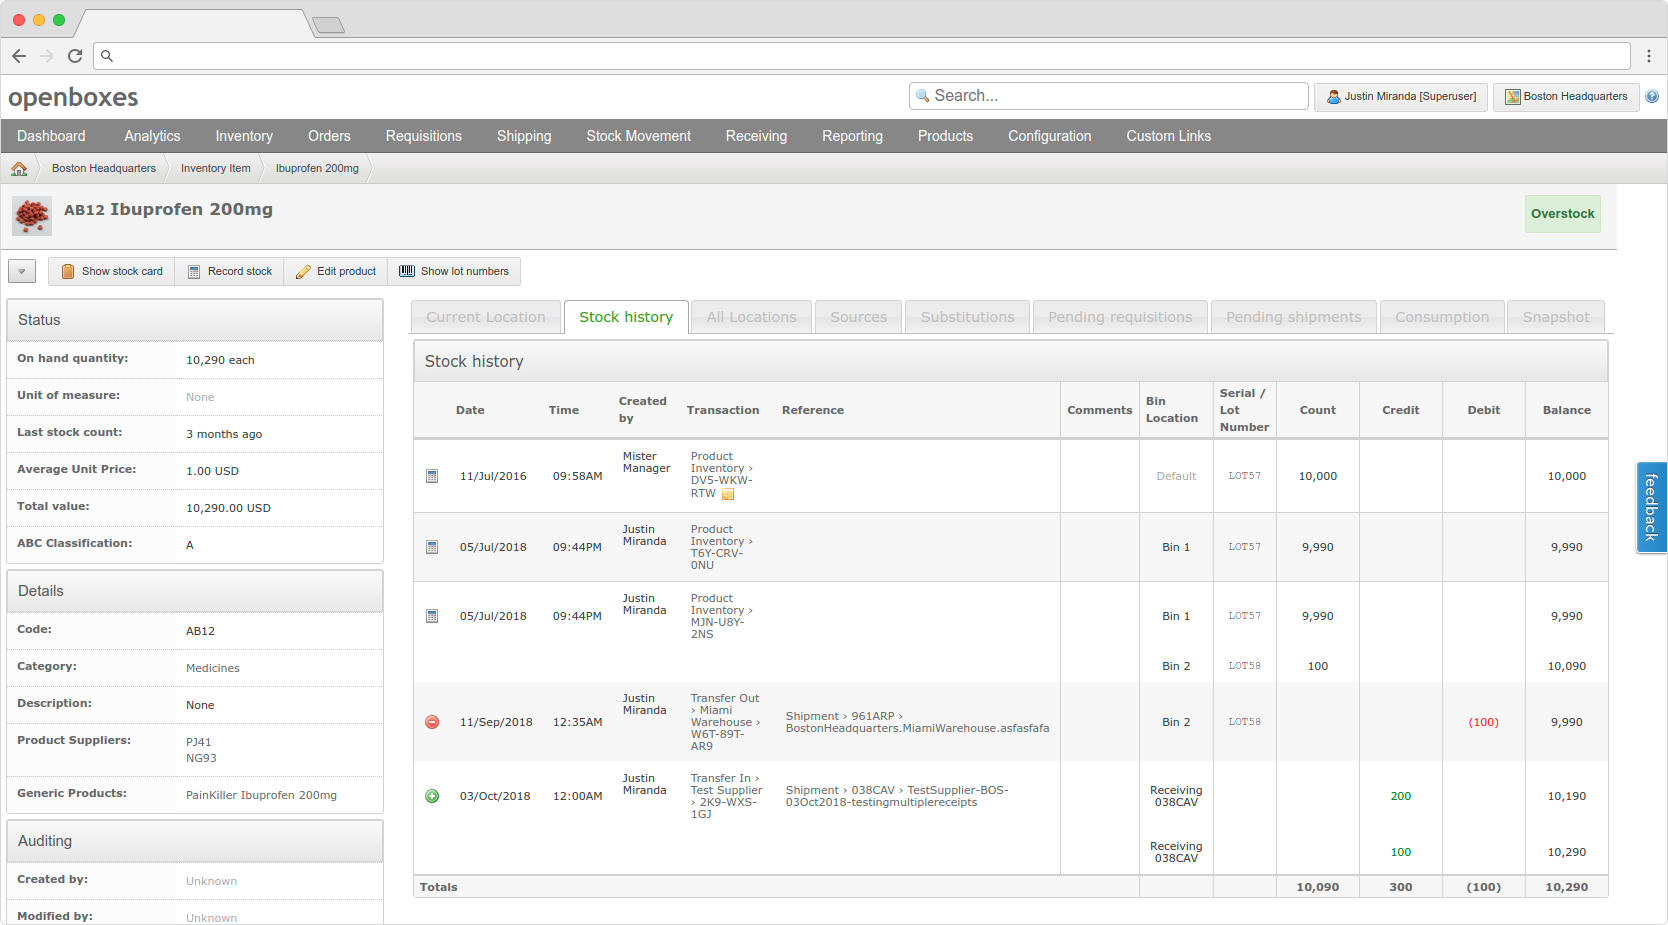 openboxes
Search...
Justin Miranda [Superuser]
Boston Headquarters
Dashboard Analytics Inventory Orders Requisitions Shipping Stock Movement Receiving Reporting Products Configuration Custom Links
Boston Headquarters Inventory Item Ibuprofen 200mg
AB12 Ibuprofen 200mg
Overstock
Show stock card Record stock Edit product Show lot numbers
Status
On hand quantity: 10,290 each
Unit of measure: None
Last stock count: 3 months ago
Average Unit Price: 1.00 USD
Total value: 10,290.00 USD
ABC Classification: A
Details
Code: AB12
Category: Medicines
Description: None
Product Suppliers: PJ41
NG93
Generic Products: PainKiller Ibuprofen 200mg
Auditing
Created by: Unknown
Modified by: Unknown
Current Location Stock history All Locations Sources Substitutions Pending requisitions Pending shipments Consumption Snapshot
Stock history
Date Time Created by Transaction Reference Comments Bin Location Serial / Lot Number Count Credit Debit Balance
11/Jul/2016 09:58AM Mister Manager Product Inventory › DV5-WKW-RTW Default LOT57 10,000 10,000
05/Jul/2018 09:44PM Justin Miranda Product Inventory › T6Y-CRV-0NU Bin 1 LOT57 9,990 9,990
05/Jul/2018 09:44PM Justin Miranda Product Inventory › MJN-U8Y-2NS Bin 1 LOT57 9,990 9,990
Bin 2 LOT58 100 10,090
11/Sep/2018 12:35AM Justin Miranda Transfer Out › Miami Warehouse › W6T-89T-AR9 Shipment › 961ARP › BostonHeadquarters.MiamiWarehouse.asfasfafa Bin 2 LOT58 (100) 9,990
03/Oct/2018 12:00AM Justin Miranda Transfer In › Test Supplier › 2K9-WXS-1GJ Shipment › 038CAV › TestSupplier-BOS-03Oct2018-testingmultiplereceipts Receiving 038CAV 200 10,190
Receiving 038CAV 100 10,290
Totals 10,090 300 (100) 10,290
feedback